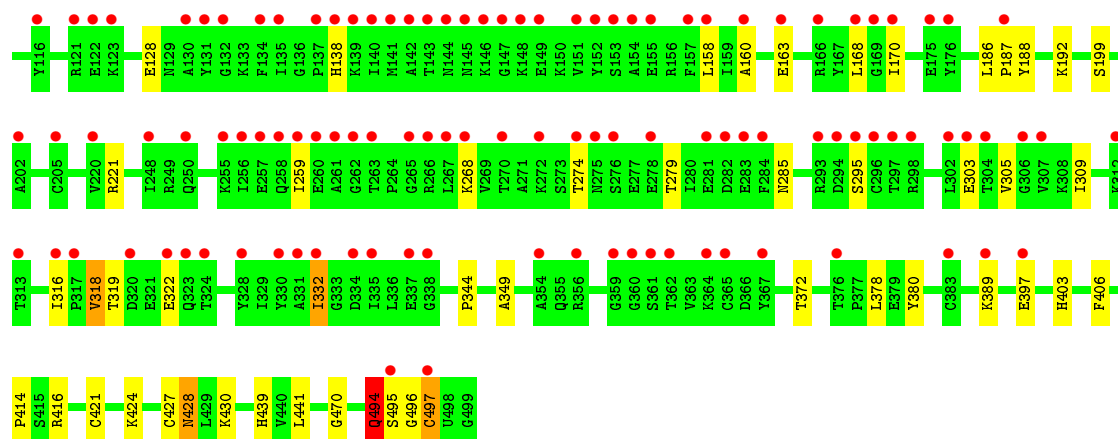 Y116 R121 E122 K123 E128 N129 A130 Y131 G132 K133 F134 I135 G136 P137 H138 K139 I140 M141 A142 T143 N144 N145 K146 G147 K148 E149 K150 V151 Y152 S153 A154 E155 R156 F157 L158 I159 A160 E163 R166 Y167 L168 G169 I170 E175 Y176 L186 P187 Y188 K192 S199
A202 C205 V220 R221 I248 R249 Q250 K255 I256 E257 Q258 I259 E260 A261 G262 T263 P264 G265 R266 L267 K268 V269 T270 A271 K272 S273 T274 N275 S276 E277 E278 T279 I280 E281 D282 E283 F284 N285 R293 D294 S295 C296 T297 R298 L302 E303 T304 V305 G306 V307 K308 I309 K312
T313 I316 P317 V318 T319 D320 E321 E322 Q323 T324 Y328 I329 Y330 A331 I332 G333 D334 I335 L336 E337 G338 P344 A349 A354 Q355 R356 G359 G360 S361 T362 V363 K364 C365 D366 Y367 T372 T376 P377 L378 E379 Y380 C383 K389 E397 H403 F406
P414 S415 R416 C421 K424 C427 N428 L429 K430 H439 V440 L441 G470 Q494 S495 G496 C497 U498 G499